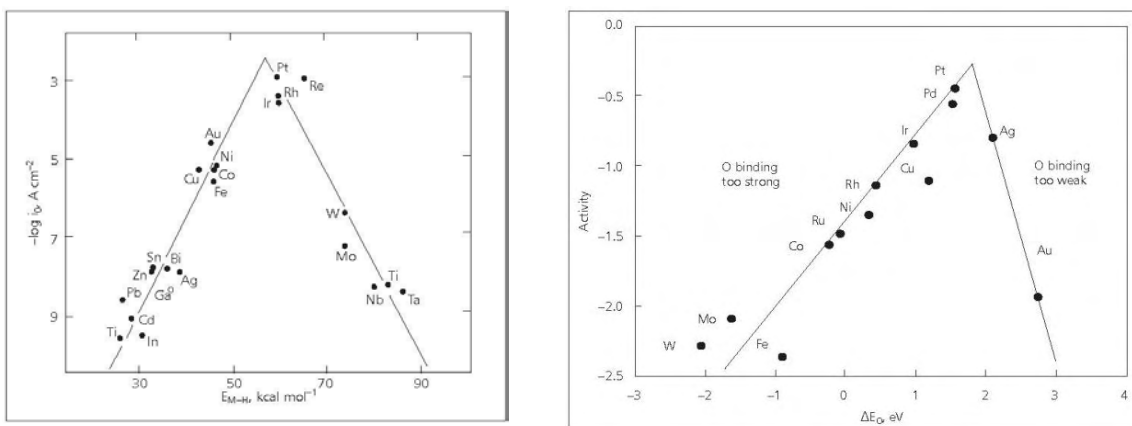 3
5
7
9
-log i₀, A cm⁻²
Pt
Re
Rh
Ir
Au
Ni
Cu
Co
Fe
W
Mo
Sn
Bi
Zn
Ag
Ga
Ti
Pb
Nb
Ta
Cd
Ti
In
30
50
70
90
E_M–H, kcal mol⁻¹
0.0
−0.5
−1.0
−1.5
−2.0
−2.5
Activity
Pt
Pd
Ir
Ag
O binding
too strong
Cu
O binding
too weak
Rh
Ni
Ru
Co
Au
Mo
W
Fe
−3
−2
−1
0
1
2
3
4
ΔE_O, eV